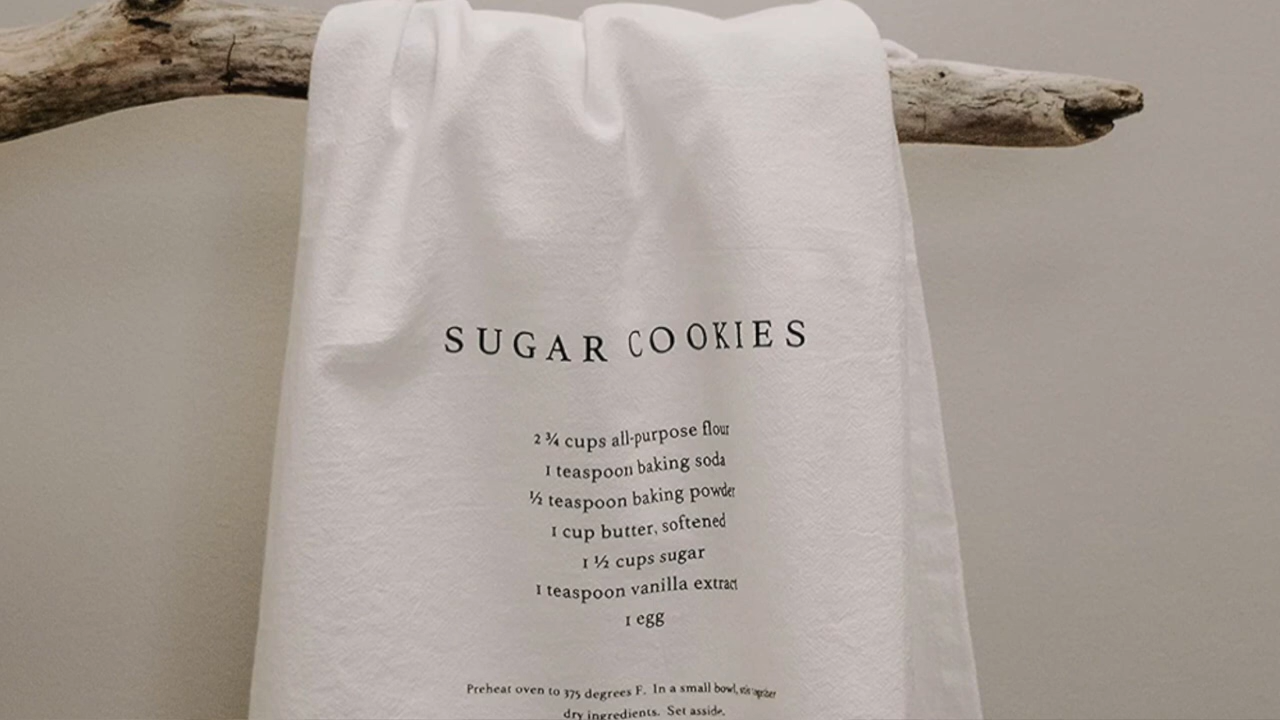 SUGAR COOKIES
2 ¾ cups all-purpose flour
1 teaspoon baking soda
½ teaspoon baking powder
1 cup butter, softened
1 ½ cups sugar
1 teaspoon vanilla extract
1 egg
Preheat oven to 375 degrees F. In a small bowl,
dry ingredients. Set asside.